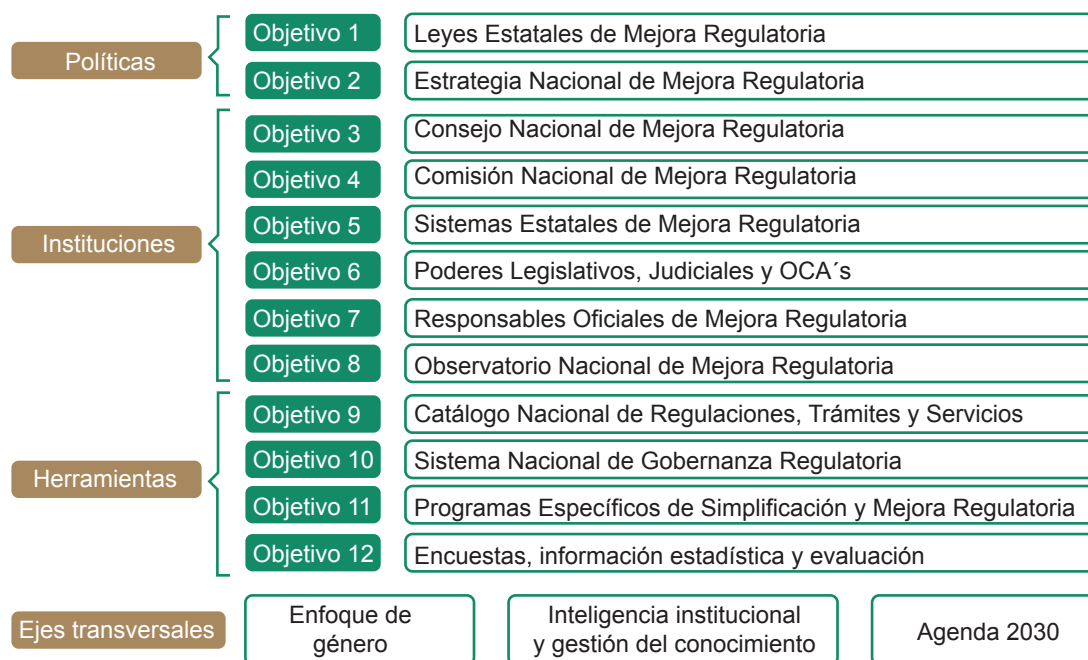 Políticas
Objetivo 1
Leyes Estatales de Mejora Regulatoria
Objetivo 2
Estrategia Nacional de Mejora Regulatoria
Instituciones
Objetivo 3
Consejo Nacional de Mejora Regulatoria
Objetivo 4
Comisión Nacional de Mejora Regulatoria
Objetivo 5
Sistemas Estatales de Mejora Regulatoria
Objetivo 6
Poderes Legislativos, Judiciales y OCA´s
Objetivo 7
Responsables Oficiales de Mejora Regulatoria
Objetivo 8
Observatorio Nacional de Mejora Regulatoria
Herramientas
Objetivo 9
Catálogo Nacional de Regulaciones, Trámites y Servicios
Objetivo 10
Sistema Nacional de Gobernanza Regulatoria
Objetivo 11
Programas Específicos de Simplificación y Mejora Regulatoria
Objetivo 12
Encuestas, información estadística y evaluación
Ejes transversales
Enfoque de
género
Inteligencia institucional
y gestión del conocimiento
Agenda 2030